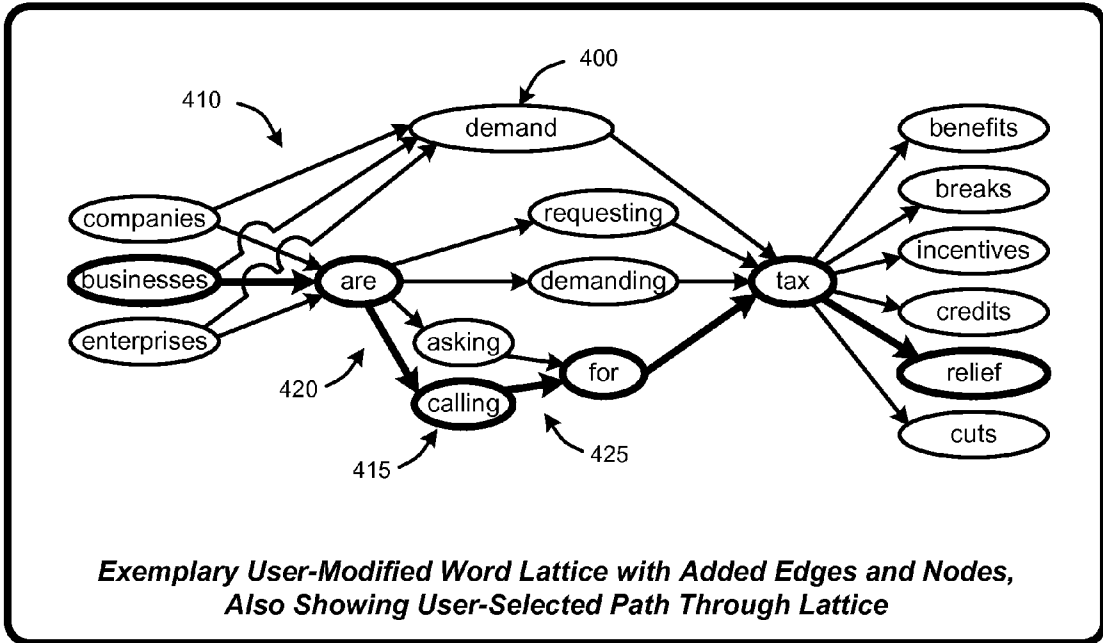 400
410
demand
benefits
breaks
companies
requesting
incentives
businesses
are
demanding
tax
credits
enterprises
asking
for
relief
420
calling
cuts
415
425
Exemplary User-Modified Word Lattice with Added Edges and Nodes,
Also Showing User-Selected Path Through Lattice